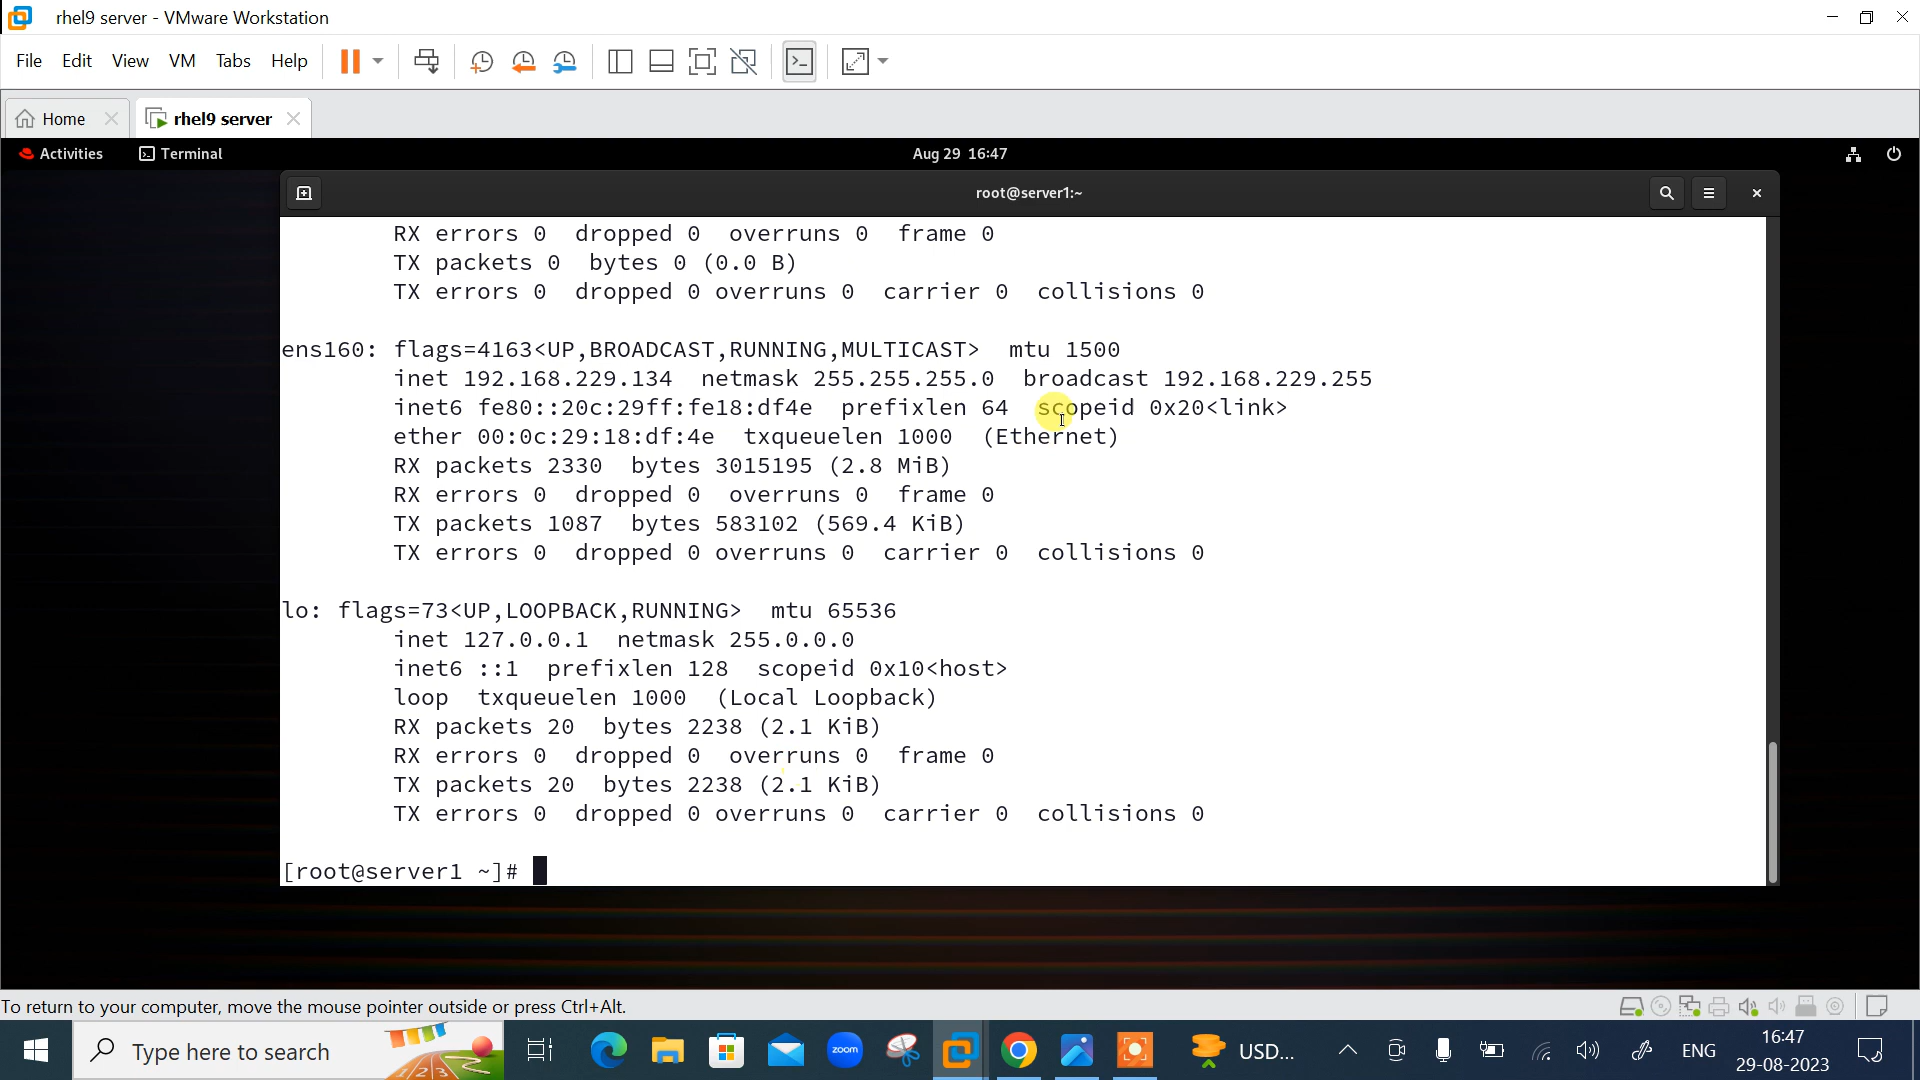 rhel9 server - VMware Workstation
File Edit View VM Tabs Help
Home rhel9 server
Activities Terminal Aug 29 16:47
root@server1:~
RX errors 0 dropped 0 overruns 0 frame 0
TX packets 0 bytes 0 (0.0 B)
TX errors 0 dropped 0 overruns 0 carrier 0 collisions 0
ens160: flags=4163<UP,BROADCAST,RUNNING,MULTICAST> mtu 1500
inet 192.168.229.134 netmask 255.255.255.0 broadcast 192.168.229.255
inet6 fe80::20c:29ff:fe18:df4e prefixlen 64 scopeid 0x20<link>
ether 00:0c:29:18:df:4e txqueuelen 1000 (Ethernet)
RX packets 2330 bytes 3015195 (2.8 MiB)
RX errors 0 dropped 0 overruns 0 frame 0
TX packets 1087 bytes 583102 (569.4 KiB)
TX errors 0 dropped 0 overruns 0 carrier 0 collisions 0
lo: flags=73<UP,LOOPBACK,RUNNING> mtu 65536
inet 127.0.0.1 netmask 255.0.0.0
inet6 ::1 prefixlen 128 scopeid 0x10<host>
loop txqueuelen 1000 (Local Loopback)
RX packets 20 bytes 2238 (2.1 KiB)
RX errors 0 dropped 0 overruns 0 frame 0
TX packets 20 bytes 2238 (2.1 KiB)
TX errors 0 dropped 0 overruns 0 carrier 0 collisions 0
[root@server1 ~]#
To return to your computer, move the mouse pointer outside or press Ctrl+Alt.
Type here to search zoom USD... ENG 16:47
29-08-2023